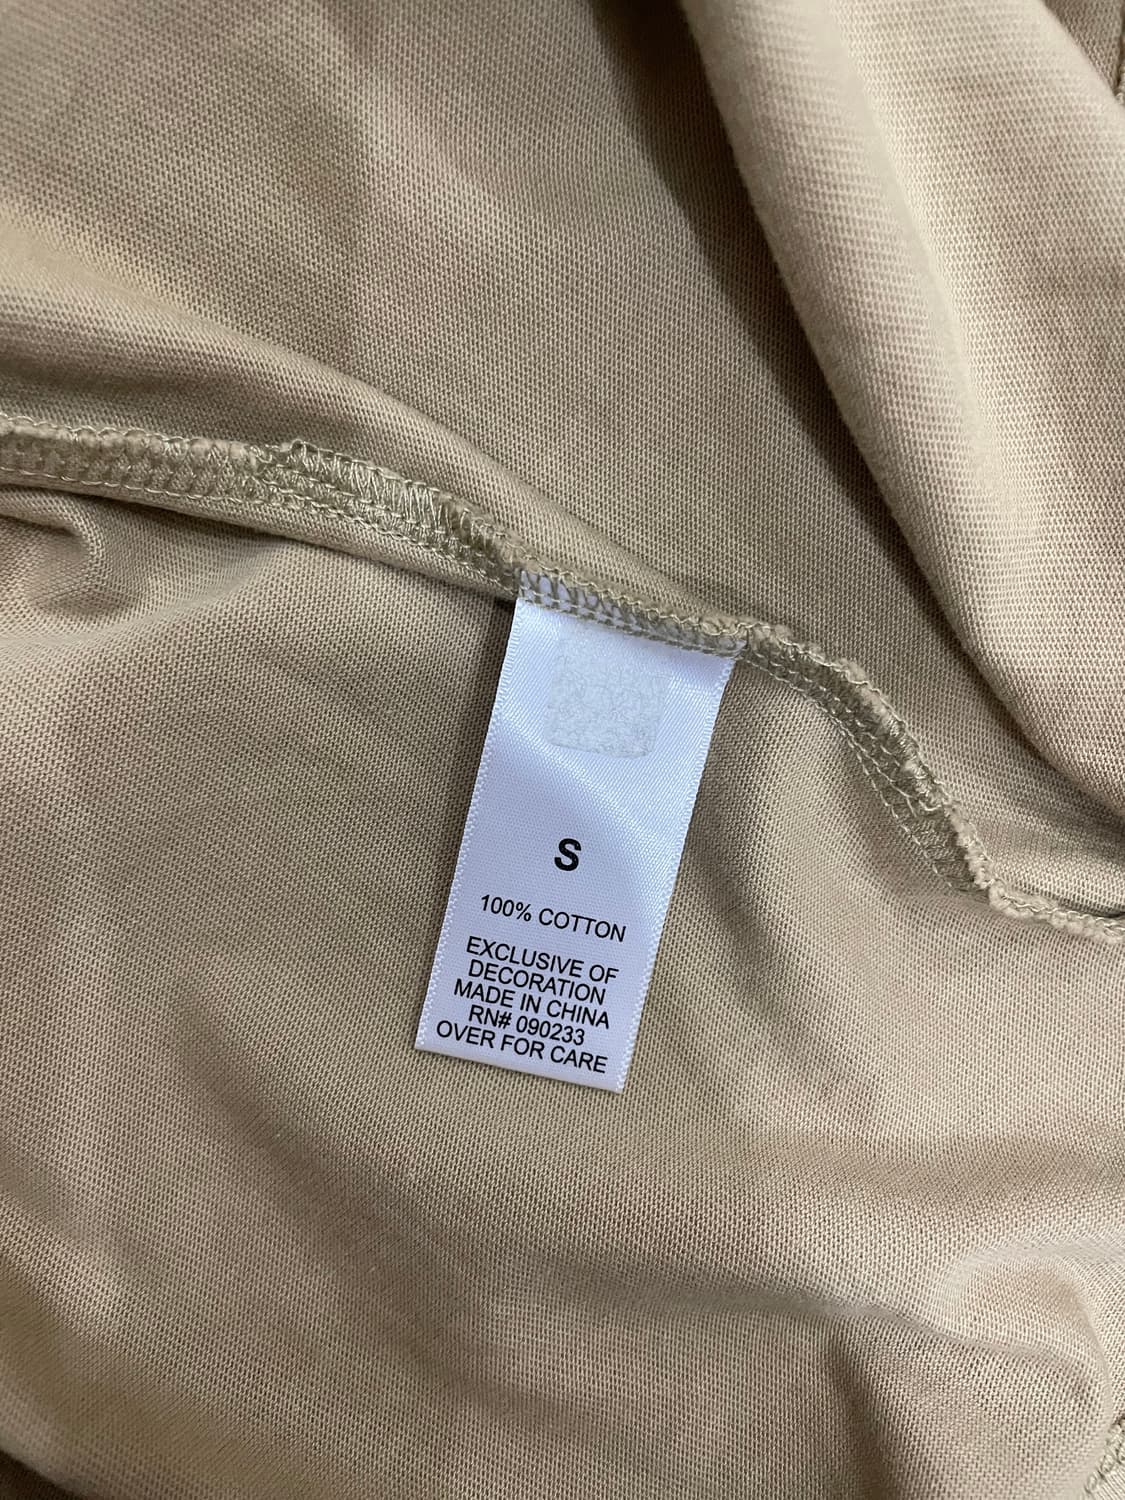 S
100% COTTON
EXCLUSIVE OF
DECORATION
MADE IN CHINA
RN# 090233
OVER FOR CARE